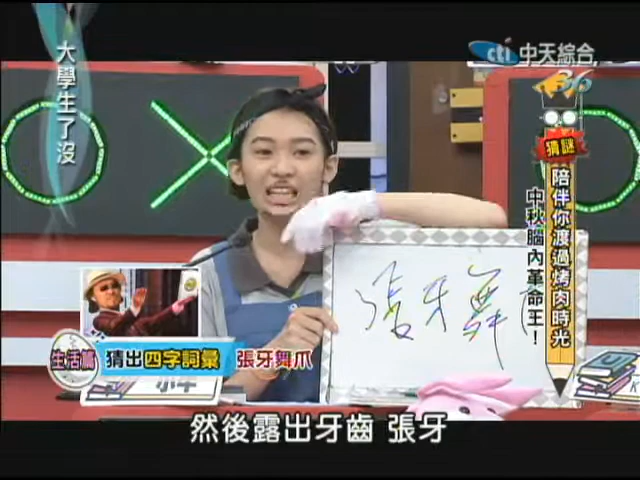 大學生了沒
cti 中天綜合
36
猜謎
陪伴你渡過烤肉時光
中秋腦內革命王！
張牙舞
生活篇
猜出四字詞彙
張牙舞爪
然後露出牙齒 張牙